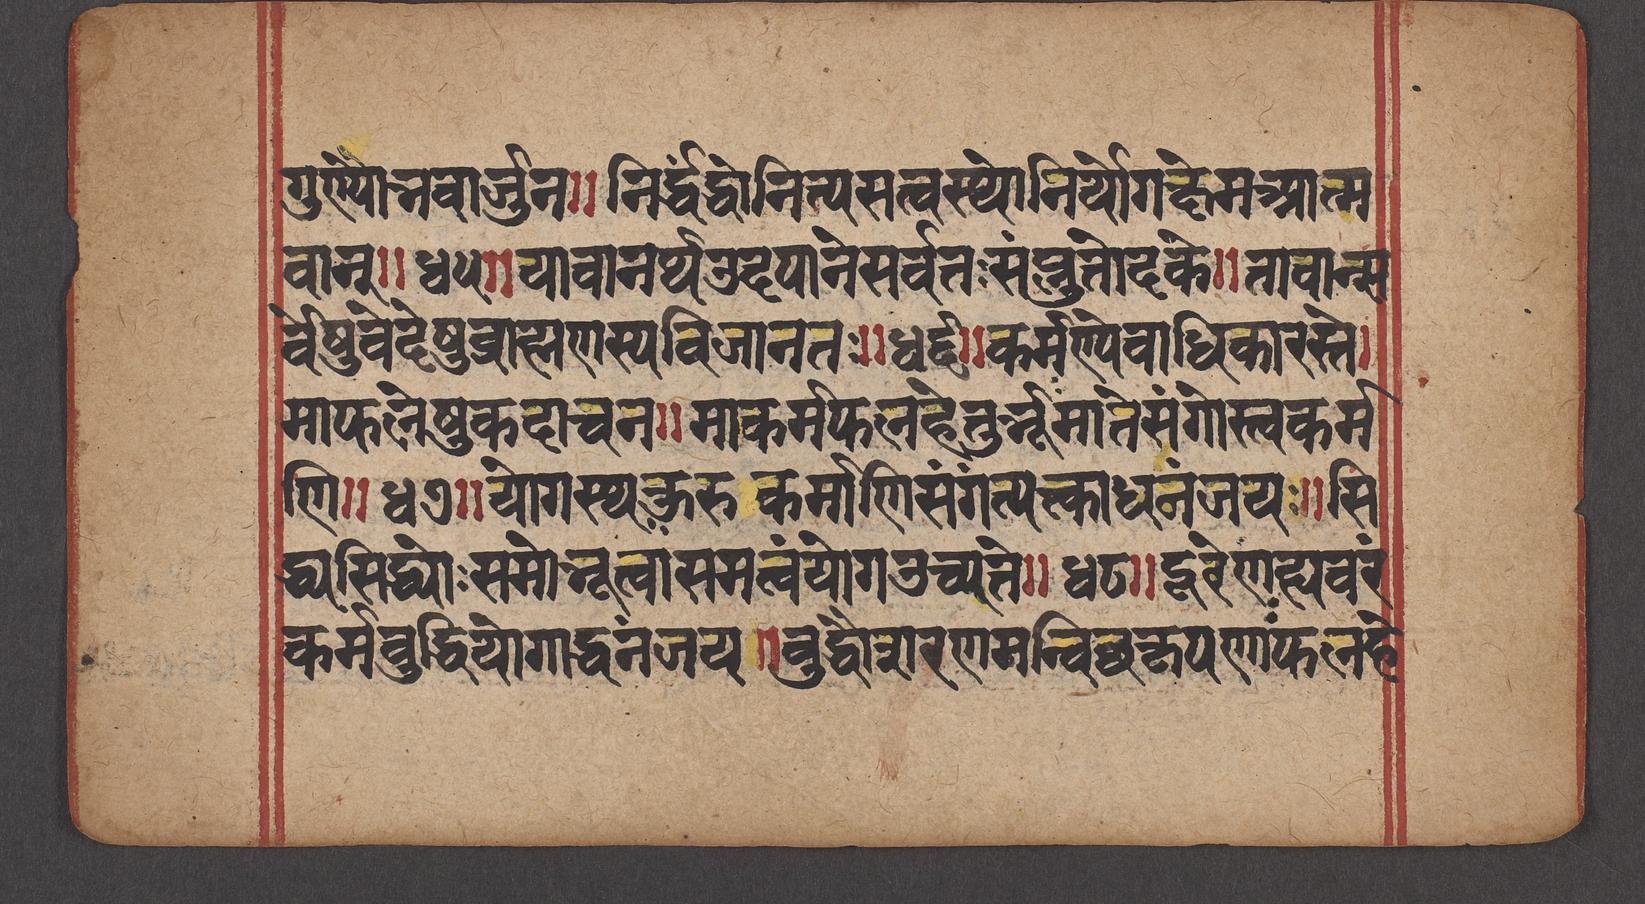 गुण्यैोनवार्जुन॥ निर्द्वंद्वोनित्यसत्वस्थोनिर्योगक्षेमआत्म
वान्॥ ४५॥ यावानर्थउदपानेसर्वतःसंप्लुतोदके॥ तावान्स
र्वेषुवेदेषुब्राह्मणस्यविजानतः॥ ४६॥ कर्मण्येवाधिकारस्ते।
माफलेषुकदाचन॥ माकर्मफलहेतुर्भूर्मातेसंगोस्त्वकर्म
णि॥ ४७॥ योगस्थःकुरुकर्माणिसंगंत्यक्त्वाधनंजयः॥ सि
द्ध्यसिद्ध्योःसमोभूत्वासमत्वंयोगउच्यते॥ ४८॥ दूरेणह्यवरं
कर्मबुद्धियोगाद्धनंजय॥ बुद्धौशरणमन्विच्छकृपणांफलहे